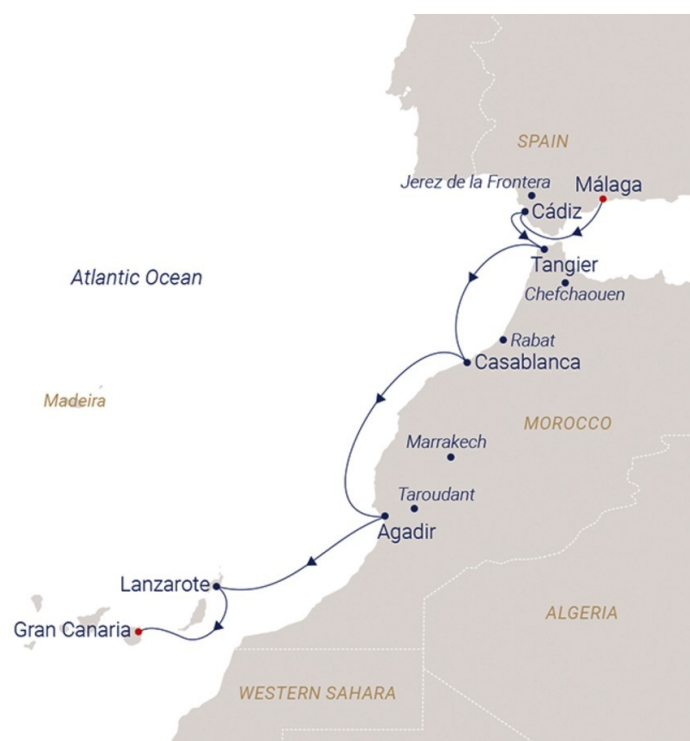 SPAIN
Jerez de la Frontera
Málaga
Cádiz
Tangier
Atlantic Ocean
Chefchaouen
Rabat
Casablanca
Madeira
MOROCCO
Marrakech
Taroudant
Agadir
Lanzarote
ALGERIA
Gran Canaria
WESTERN SAHARA